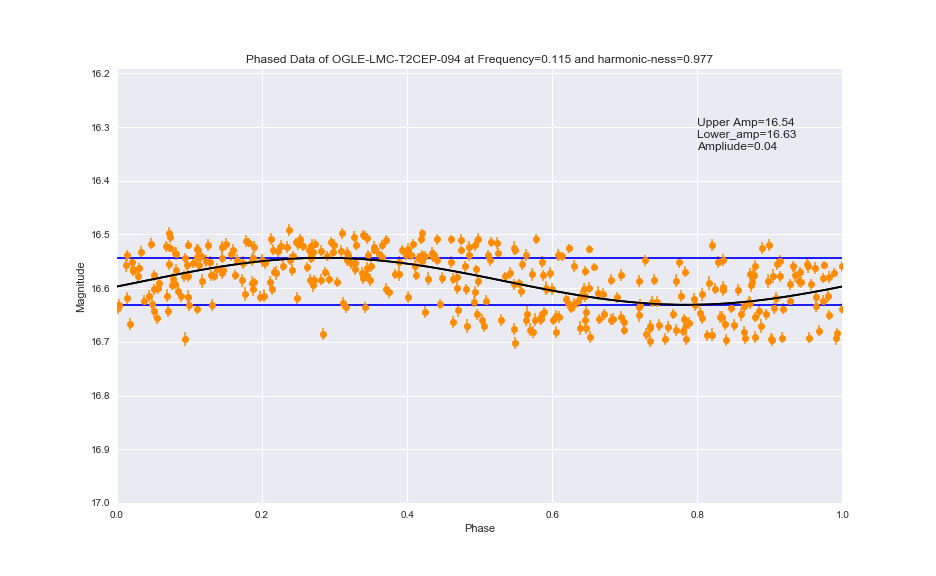 Phased Data of OGLE-LMC-T2CEP-094 at Frequency=0.115 and harmonic-ness=0.977
16.2
16.3
16.4
16.5
16.6
16.7
16.8
16.9
17.0
Magnitude
Upper Amp=16.54
Lower_amp=16.63
Ampliude=0.04
0.0 0.2 0.4 0.6 0.8 1.0
Phase